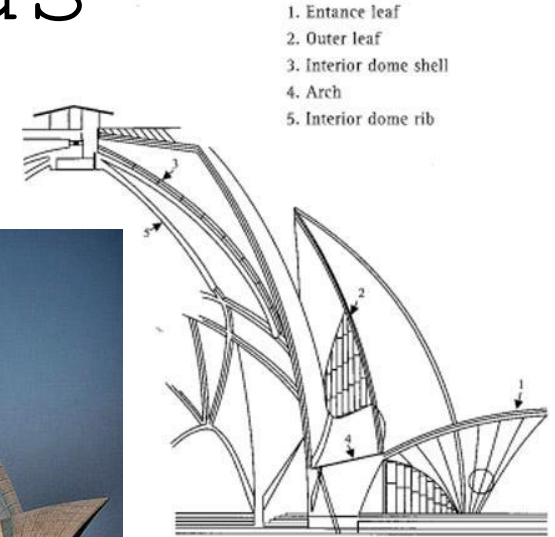 1. Entance leaf
2. Outer leaf
3. Interior dome shell
4. Arch
5. Interior dome rib
3
5
2
1
4